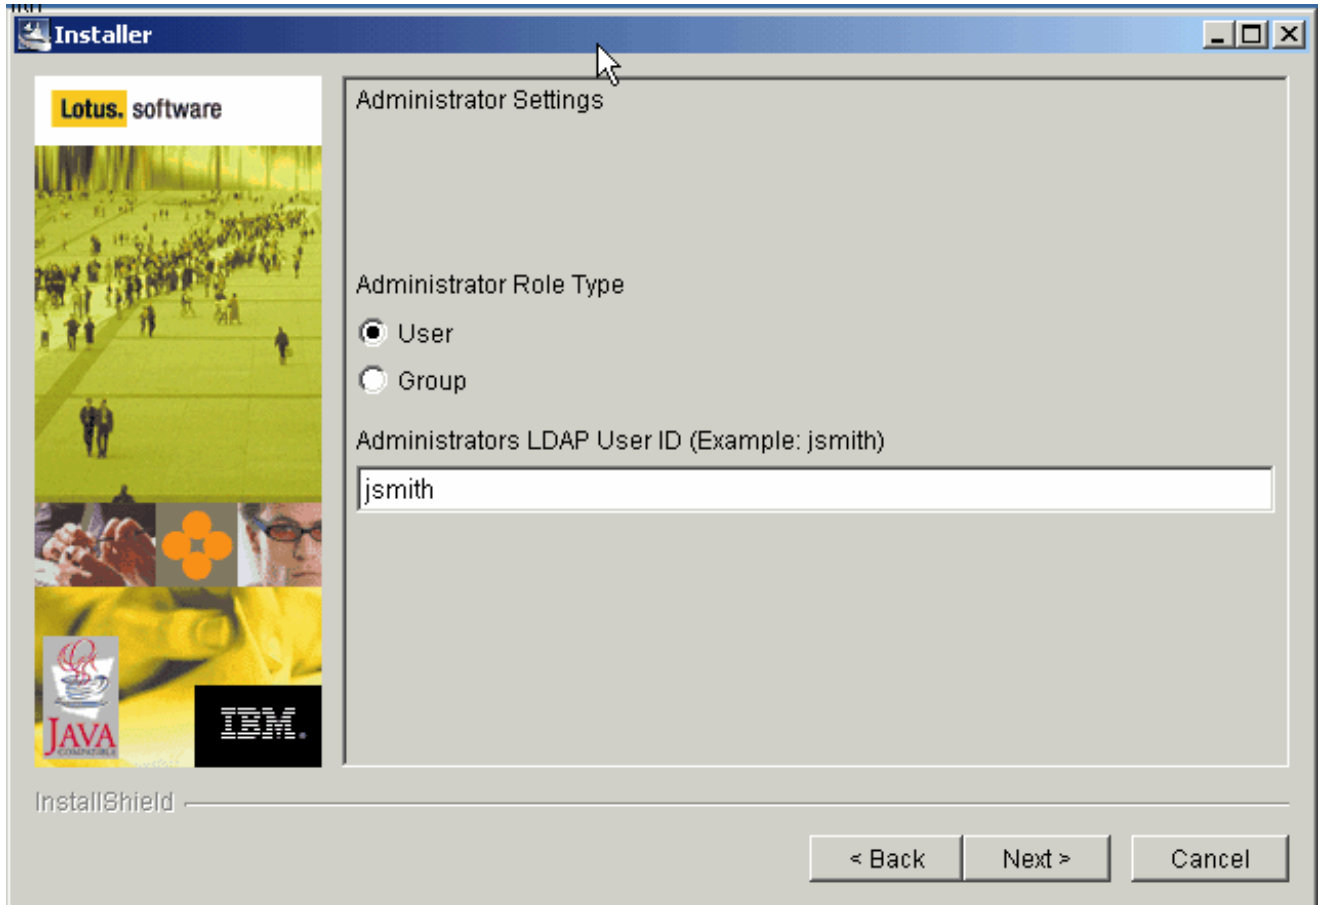 Installer
Lotus. software
Administrator Settings
Administrator Role Type
User
Group
Administrators LDAP User ID (Example: jsmith)
jsmith
JAVA
COMPATIBLE
IBM.
InstallShield
< Back
Next >
Cancel